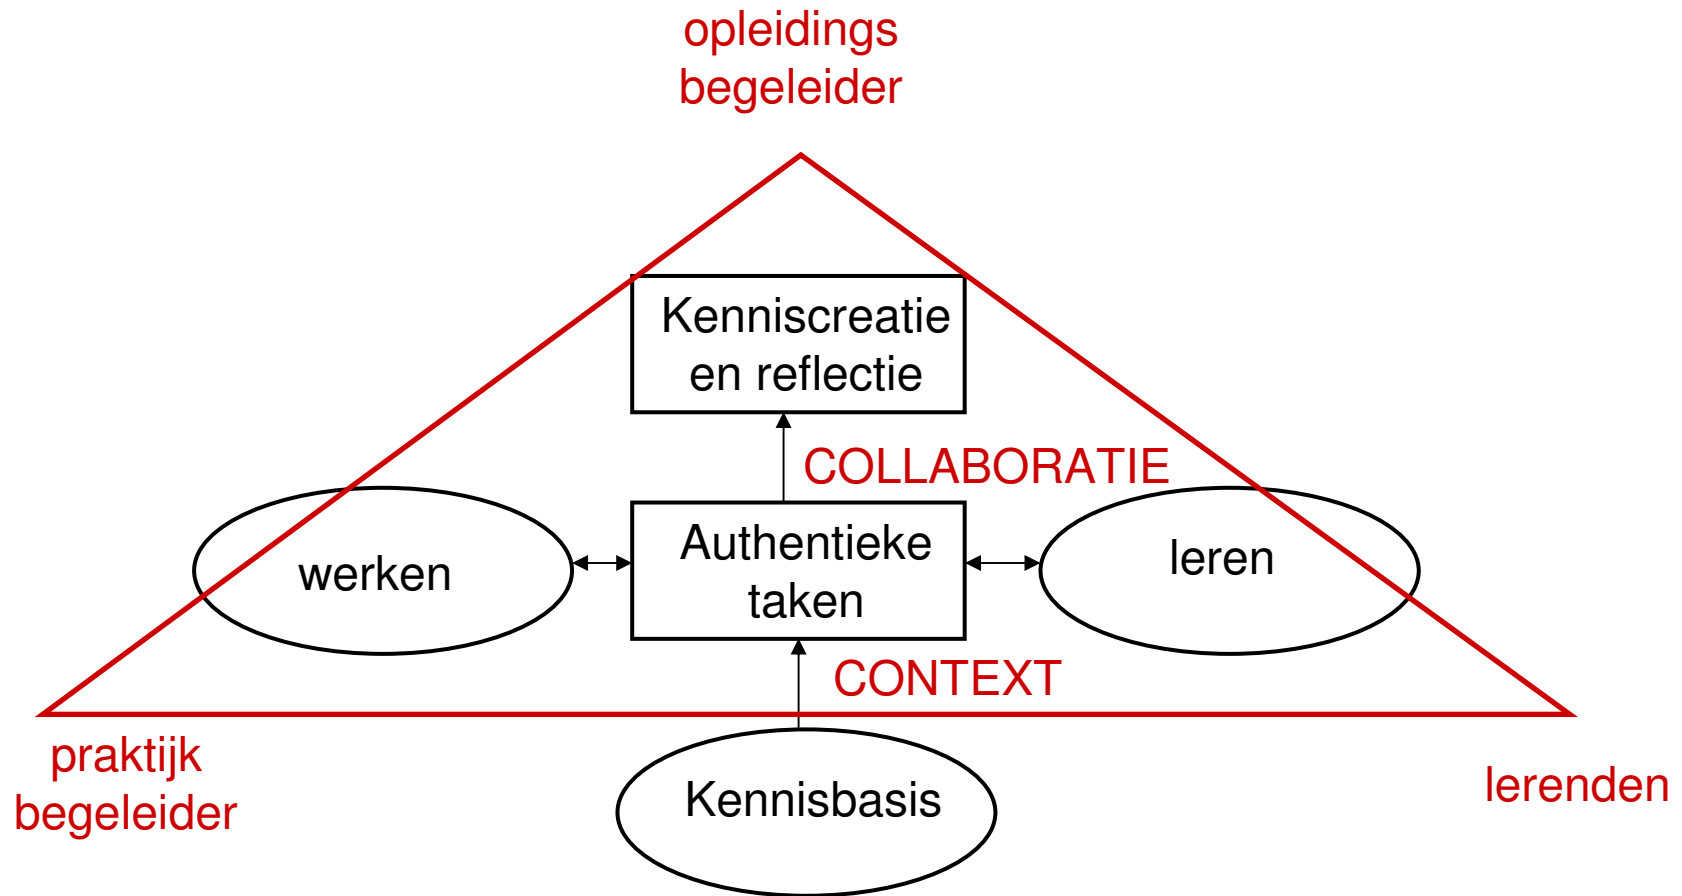 opleidings
begeleider
Kenniscreatie
en reflectie
COLLABORATIE
werken
Authentieke
taken
leren
CONTEXT
praktijk
begeleider
Kennisbasis
lerenden